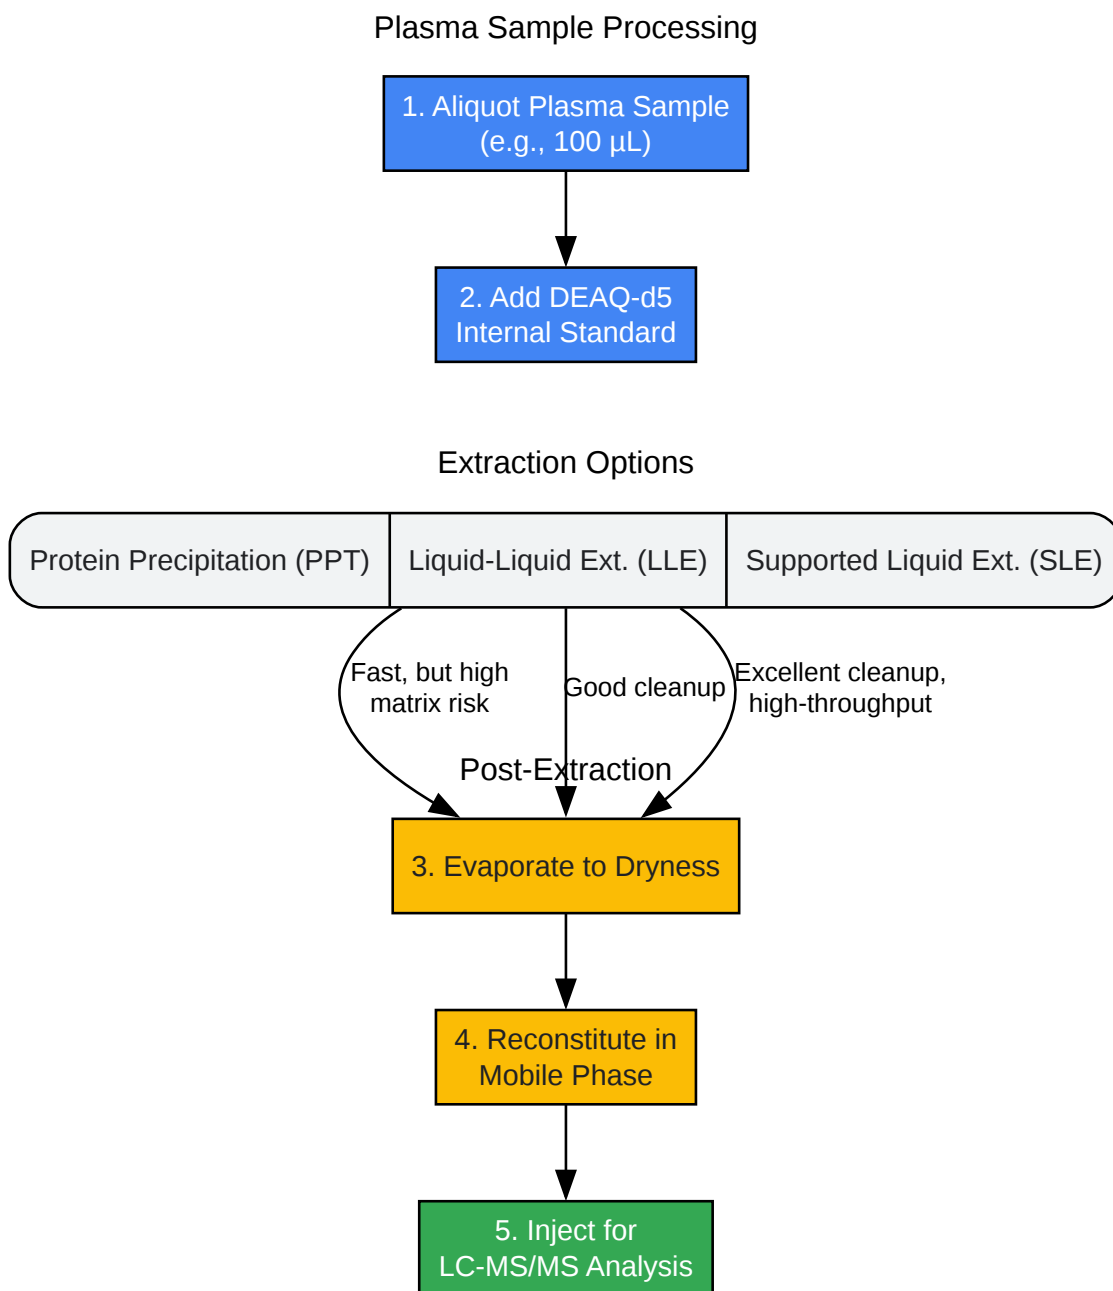 Plasma Sample Processing
1. Aliquot Plasma Sample
(e.g., 100 µL)
2. Add DEAQ-d5
Internal Standard
Extraction Options
Protein Precipitation (PPT)
Liquid-Liquid Ext. (LLE)
Supported Liquid Ext. (SLE)
Fast, but high
matrix risk
Good cleanup
Excellent cleanup,
high-throughput
Post-Extraction
3. Evaporate to Dryness
4. Reconstitute in
Mobile Phase
5. Inject for
LC-MS/MS Analysis